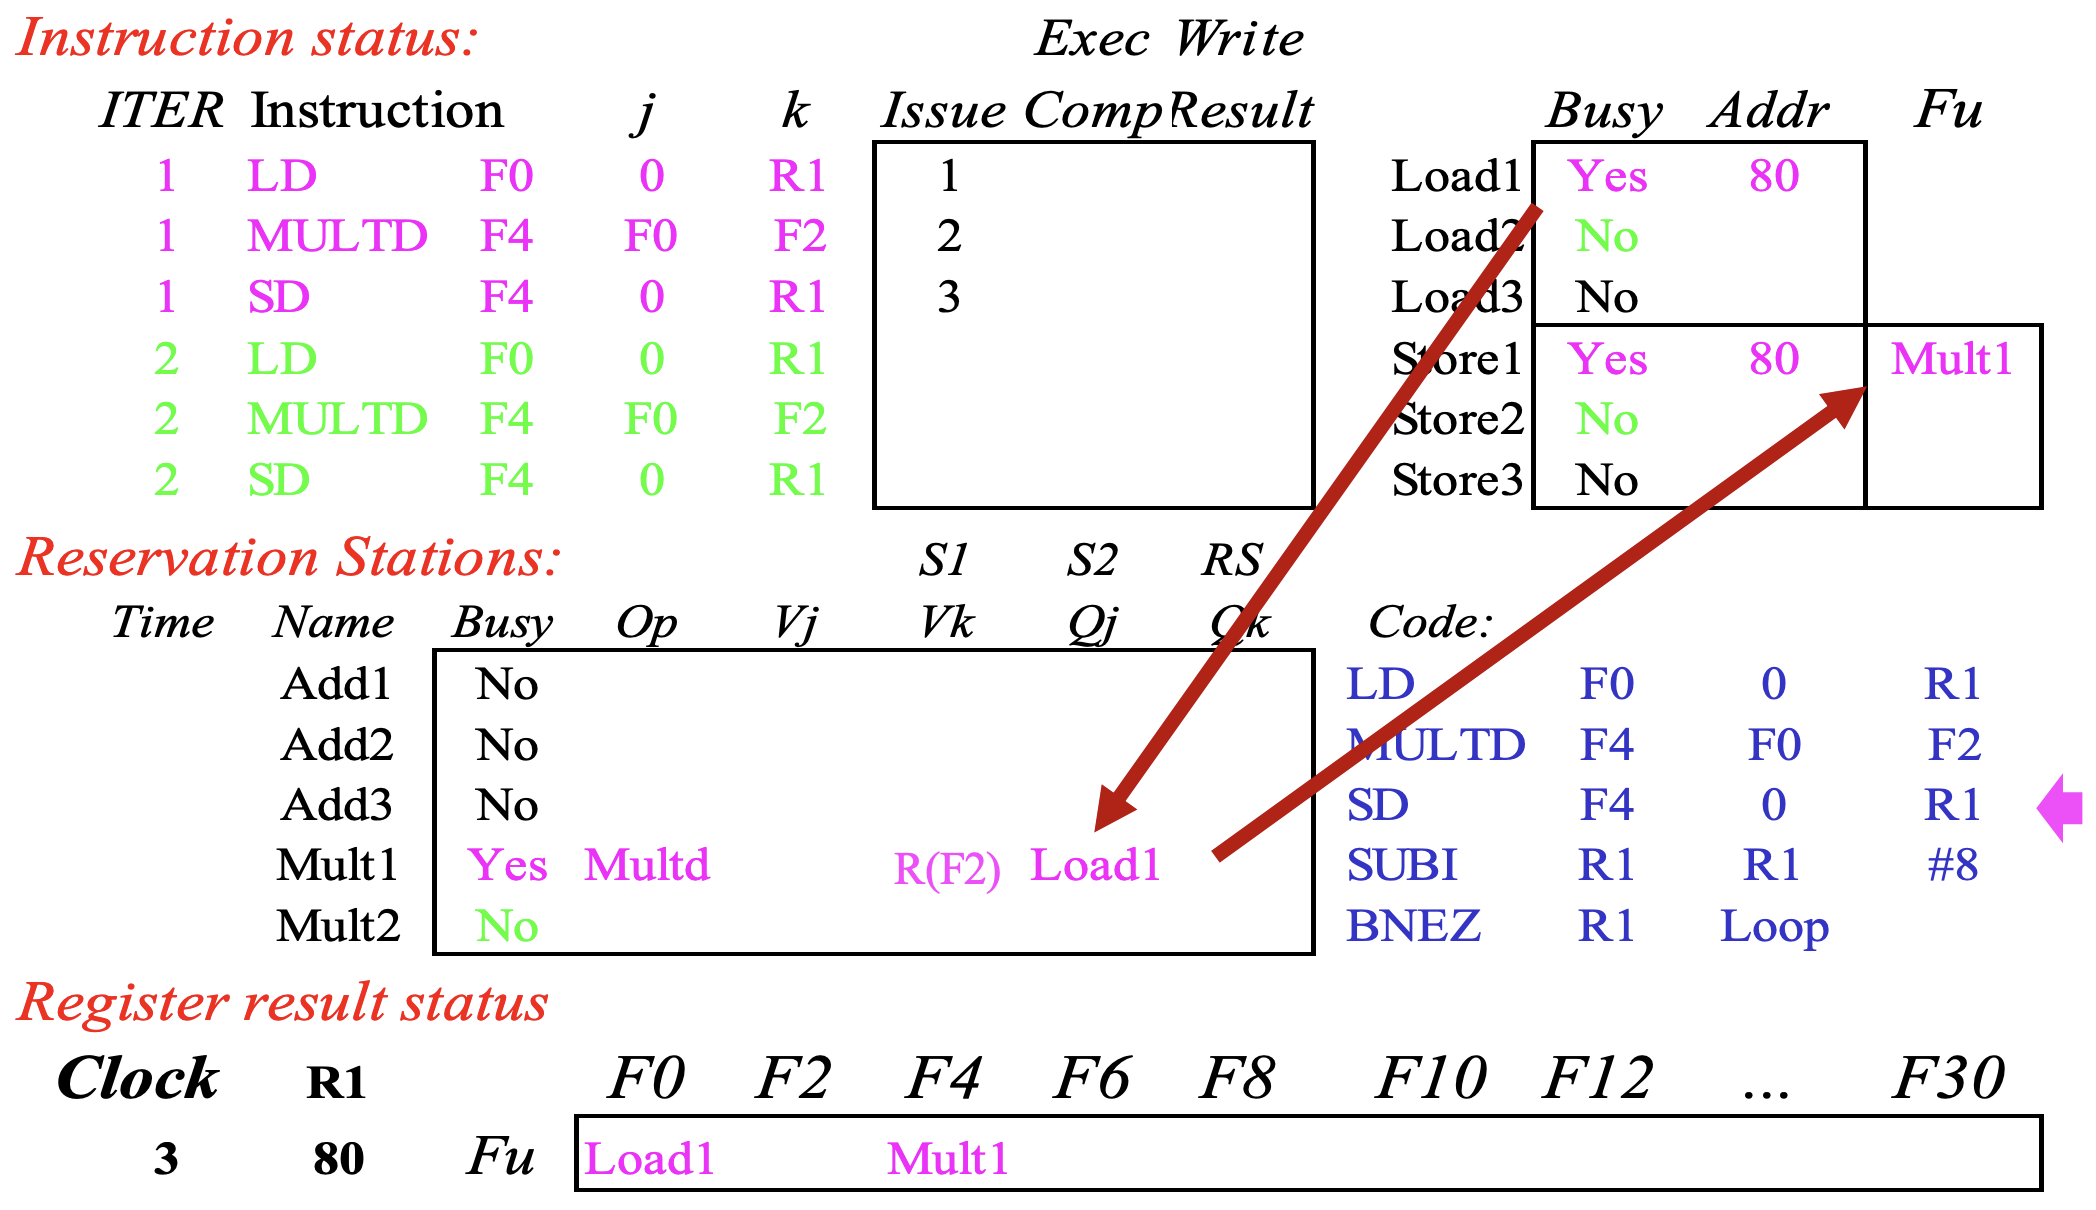 Instruction status: Exec Write
ITER Instruction j k Issue Comp Result Busy Addr Fu
1 LD F0 0 R1 1 Load1 Yes 80
1 MULTD F4 F0 F2 2 Load2 No
1 SD F4 0 R1 3 Load3 No
2 LD F0 0 R1 Store1 Yes 80 Mult1
2 MULTD F4 F0 F2 Store2 No
2 SD F4 0 R1 Store3 No
Reservation Stations: S1 S2 RS
Time Name Busy Op Vj Vk Qj Qk Code:
Add1 No LD F0 0 R1
Add2 No MULTD F4 F0 F2
Add3 No SD F4 0 R1
Mult1 Yes Multd R(F2) Load1 SUBI R1 R1 #8
Mult2 No BNEZ R1 Loop
Register result status
Clock R1 F0 F2 F4 F6 F8 F10 F12 ... F30
3 80 Fu Load1 Mult1